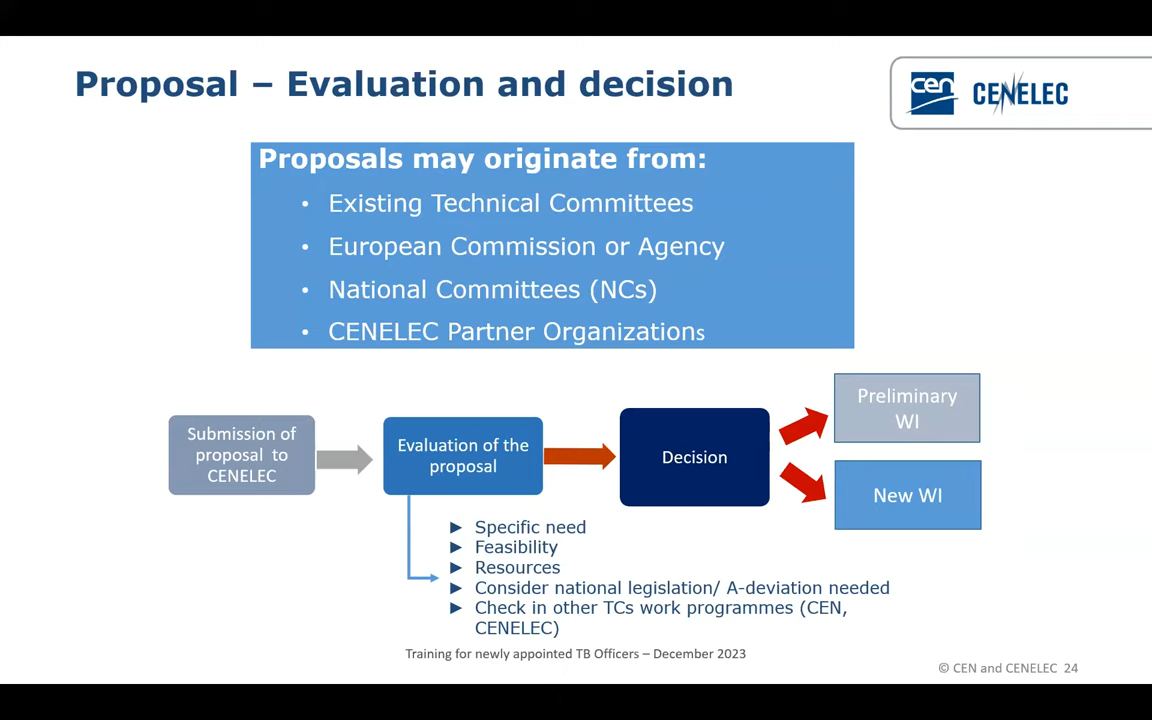 Proposal – Evaluation and decision
cen
CENELEC
Proposals may originate from:
• Existing Technical Committees
• European Commission or Agency
• National Committees (NCs)
• CENELEC Partner Organizations
Submission of
proposal to
CENELEC
Evaluation of the
proposal
Decision
Preliminary
WI
New WI
► Specific need
► Feasibility
► Resources
► Consider national legislation/ A-deviation needed
► Check in other TCs work programmes (CEN,
CENELEC)
Training for newly appointed TB Officers – December 2023
© CEN and CENELEC 24